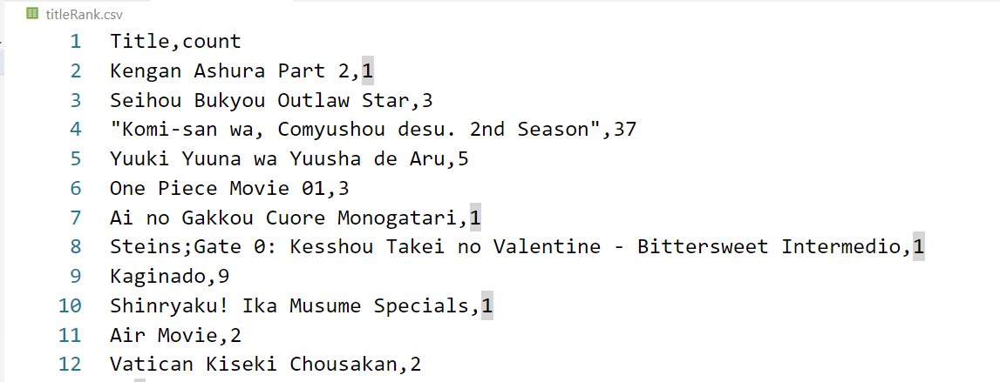 titleRank.csv
1 Title,count
2 Kengan Ashura Part 2,1
3 Seihou Bukyou Outlaw Star,3
4 "Komi-san wa, Comyushou desu. 2nd Season",37
5 Yuuki Yuuna wa Yuusha de Aru,5
6 One Piece Movie 01,3
7 Ai no Gakkou Cuore Monogatari,1
8 Steins;Gate 0: Kesshou Takei no Valentine - Bittersweet Intermedio,1
9 Kaginado,9
10 Shinryaku! Ika Musume Specials,1
11 Air Movie,2
12 Vatican Kiseki Chousakan,2